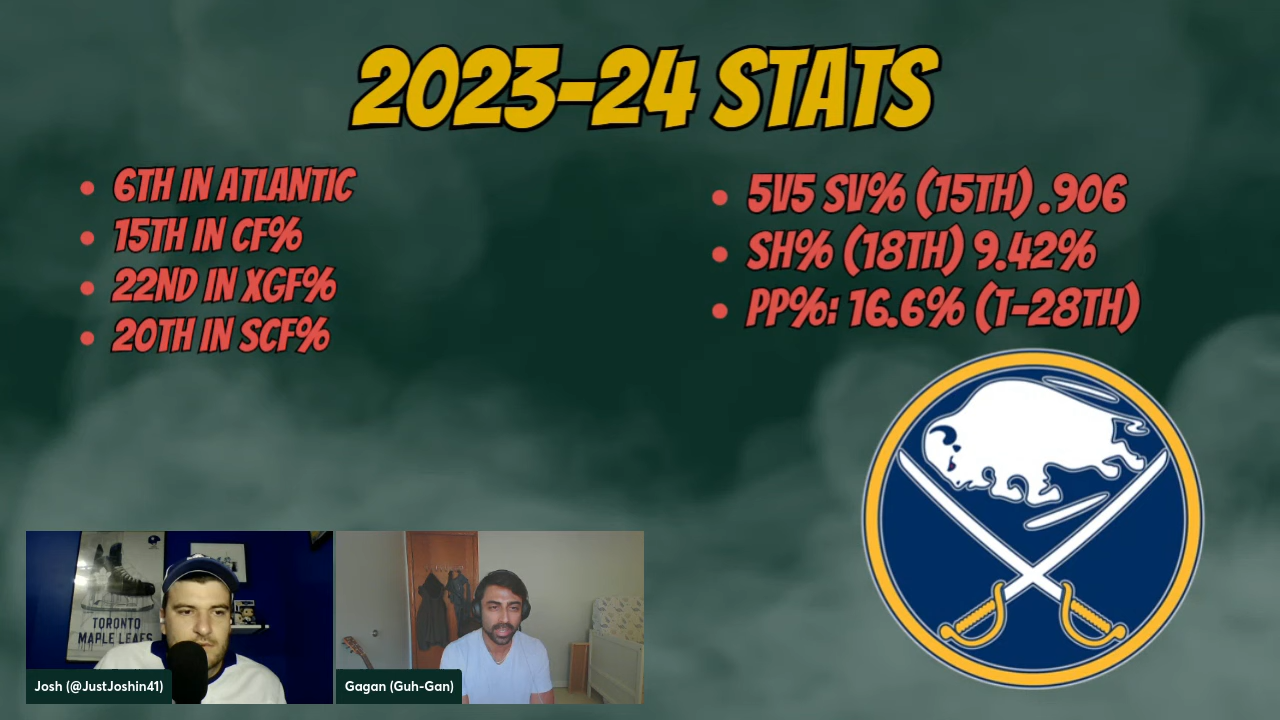 2023-24 STATS
6TH IN ATLANTIC
15TH IN CF%
22ND IN XGF%
20TH IN SCF%
5V5 SV% (15TH) .906
SH% (18TH) 9.42%
PP%: 16.6% (T-28TH)
TORONTO
MAPLE LEAFS
Josh (@JustJoshin41)
Gagan (Guh-Gan)